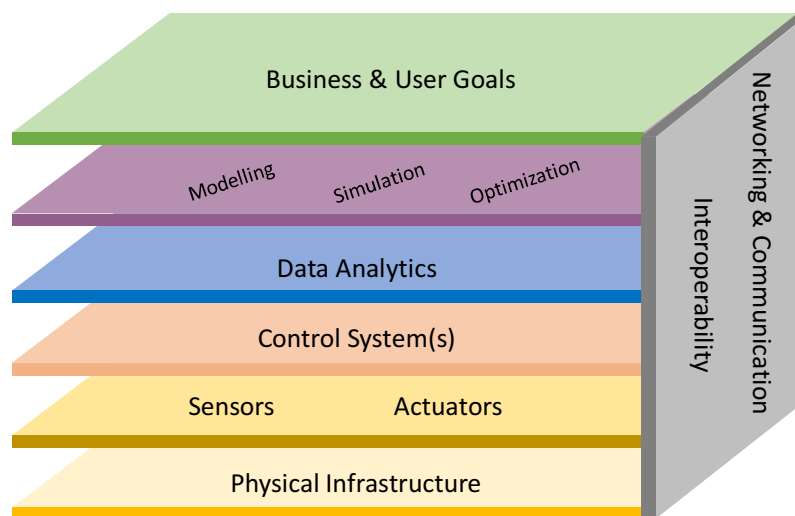 Business & User Goals
Modelling
Simulation
Optimization
Data Analytics
Control System(s)
Sensors
Actuators
Physical Infrastructure
Networking & Communication
Interoperability